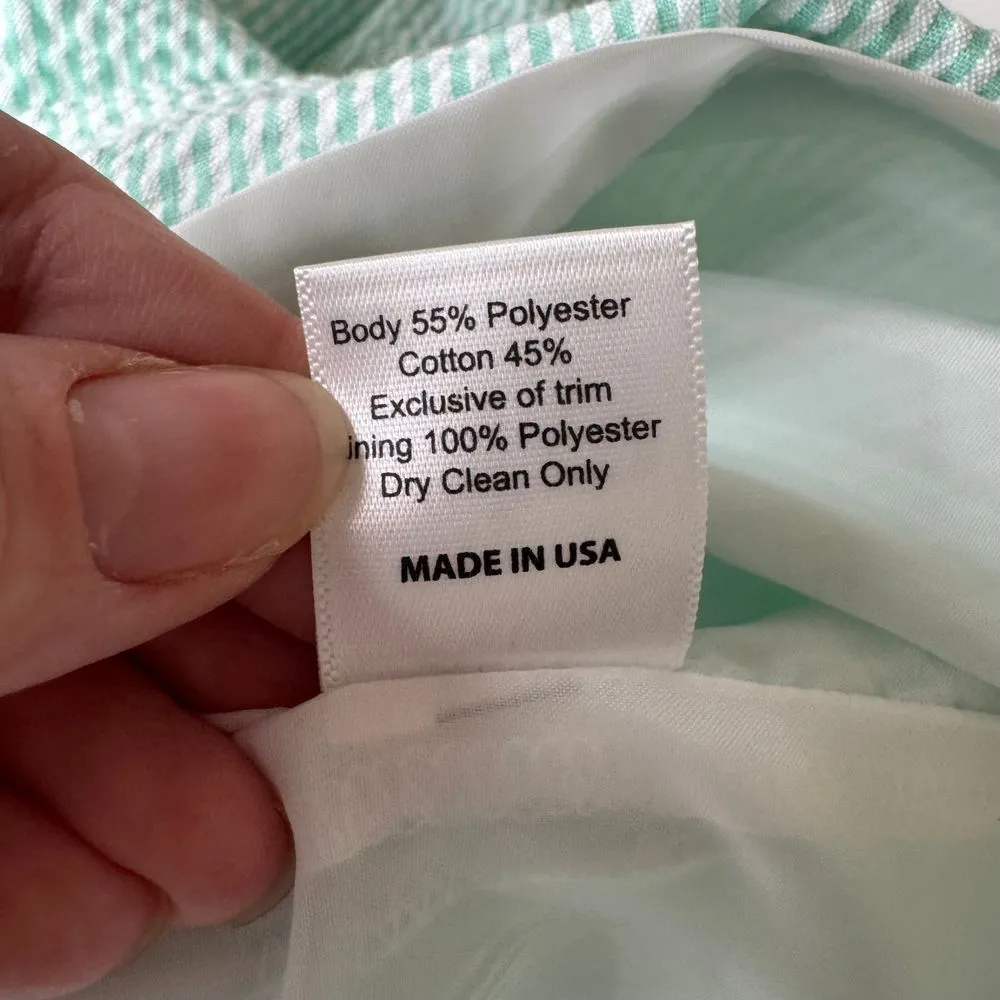 Body 55% Polyester
Cotton 45%
Exclusive of trim
ining 100% Polyester
Dry Clean Only
MADE IN USA